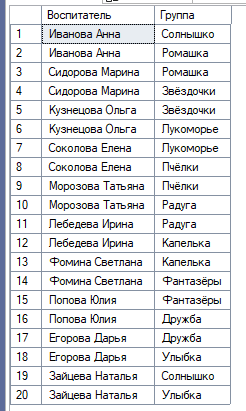 Воспитатель Группа
1 Иванова Анна Солнышко
2 Иванова Анна Ромашка
3 Сидорова Марина Ромашка
4 Сидорова Марина Звёздочки
5 Кузнецова Ольга Звёздочки
6 Кузнецова Ольга Лукоморье
7 Соколова Елена Лукоморье
8 Соколова Елена Пчёлки
9 Морозова Татьяна Пчёлки
10 Морозова Татьяна Радуга
11 Лебедева Ирина Радуга
12 Лебедева Ирина Капелька
13 Фомина Светлана Капелька
14 Фомина Светлана Фантазёры
15 Попова Юлия Фантазёры
16 Попова Юлия Дружба
17 Егорова Дарья Дружба
18 Егорова Дарья Улыбка
19 Зайцева Наталья Солнышко
20 Зайцева Наталья Улыбка